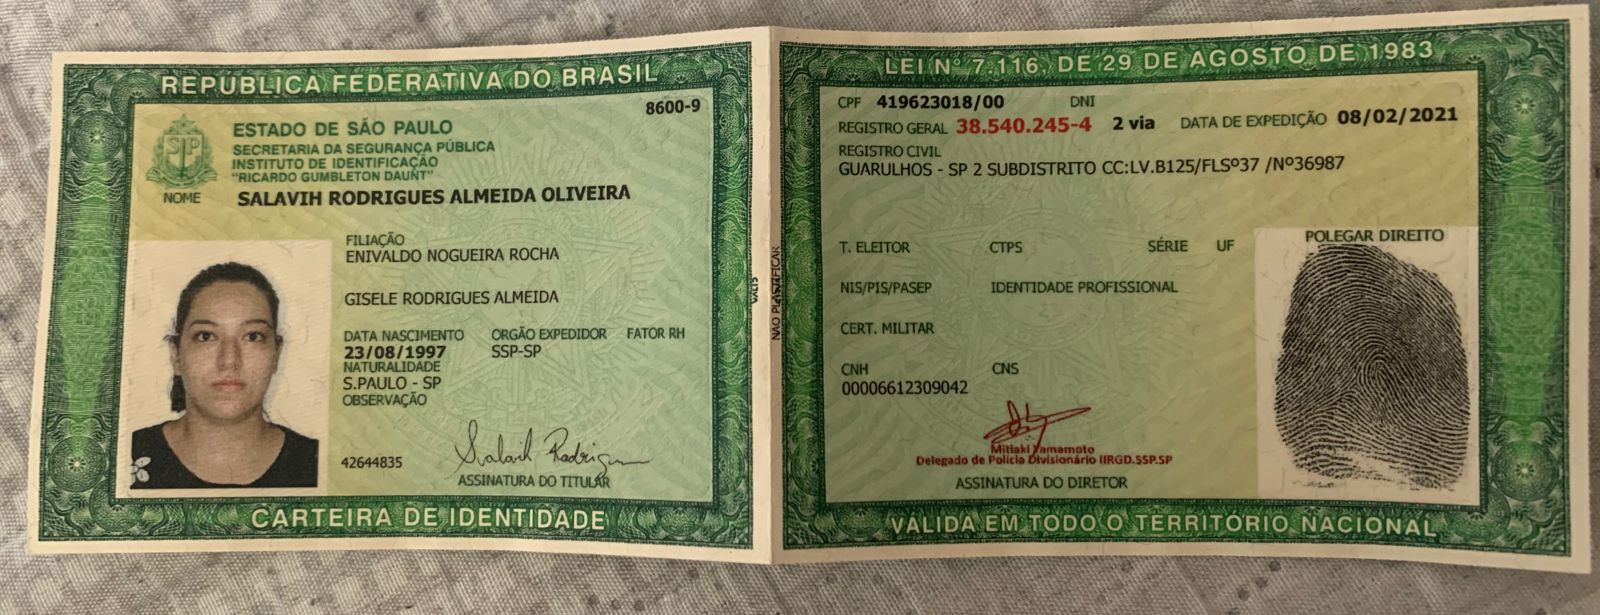 REPÚBLICA FEDERATIVA DO BRASIL
8600-9
ESTADO DE SÃO PAULO
SECRETARIA DA SEGURANÇA PÚBLICA
INSTITUTO DE IDENTIFICAÇÃO
"RICARDO GUMBLETON DAUNT"
NOME SALAVIH RODRIGUES ALMEIDA OLIVEIRA
FILIAÇÃO
ENIVALDO NOGUEIRA ROCHA
GISELE RODRIGUES ALMEIDA
DATA NASCIMENTO ORGÃO EXPEDIDOR FATOR RH
23/08/1997 SSP-SP
NATURALIDADE
S.PAULO - SP
OBSERVAÇÃO
42644835
Salavih Rodrigues
ASSINATURA DO TITULAR
CARTEIRA DE IDENTIDADE
NÃO PLASTIFICAR
LEI N° 7.116, DE 29 DE AGOSTO DE 1983
CPF 419623018/00 DNI
REGISTRO GERAL 38.540.245-4 2 via DATA DE EXPEDIÇÃO 08/02/2021
REGISTRO CIVIL
GUARULHOS - SP 2 SUBDISTRITO CC:LV.B125/FLSº37 /Nº36987
POLEGAR DIREITO
T. ELEITOR CTPS SÉRIE UF
NIS/PIS/PASEP IDENTIDADE PROFISSIONAL
CERT. MILITAR
CNH CNS
00006612309042
Mitiaki Yamamoto
Delegado de Polícia Divisionário IIRGD.SSP.SP
ASSINATURA DO DIRETOR
VÁLIDA EM TODO O TERRITÓRIO NACIONAL